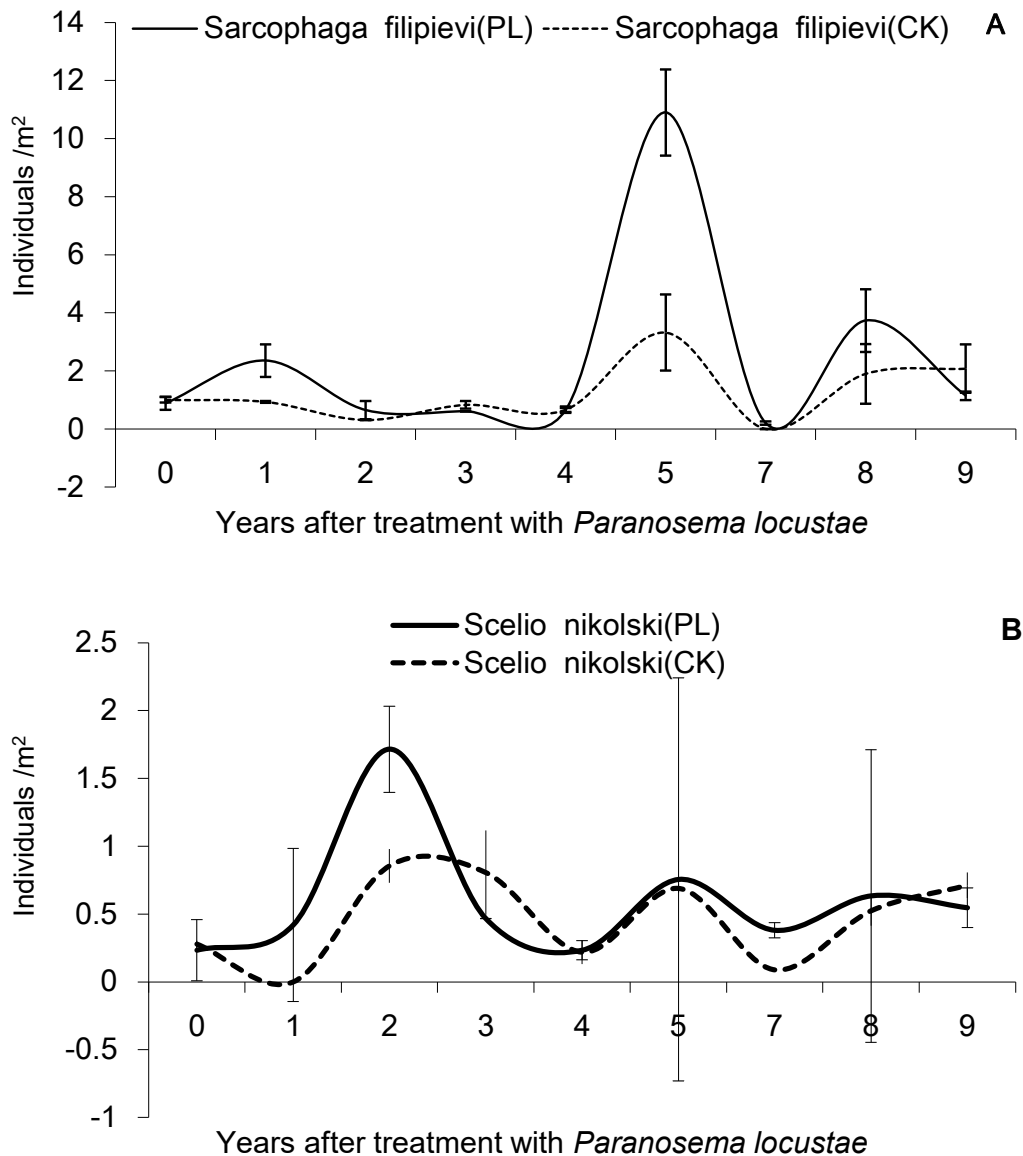 Sarcophaga filipievi(PL) Sarcophaga filipievi(CK) A
14
12
10
8
6
4
2
0
-2
Individuals /m²
0 1 2 3 4 5 7 8 9
Years after treatment with Paranosema locustae
Scelio nikolski(PL) B
Scelio nikolski(CK)
2.5
2
1.5
1
0.5
0
-0.5
-1
Individuals /m²
0 1 2 3 4 5 7 8 9
Years after treatment with Paranosema locustae